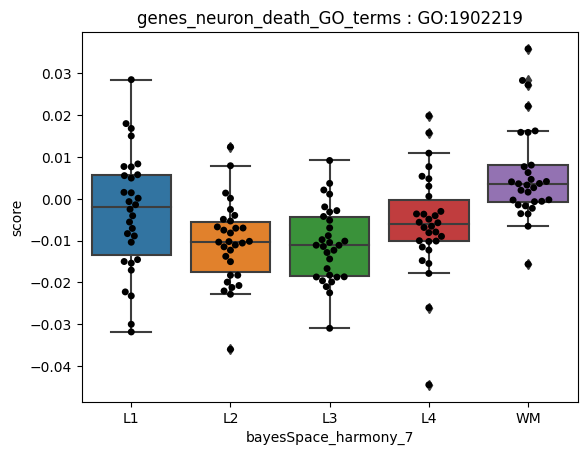 genes_neuron_death_GO_terms : GO:1902219
0.03
0.02
0.01
0.00
−0.01
−0.02
−0.03
−0.04
score
L1 L2 L3 L4 WM
bayesSpace_harmony_7